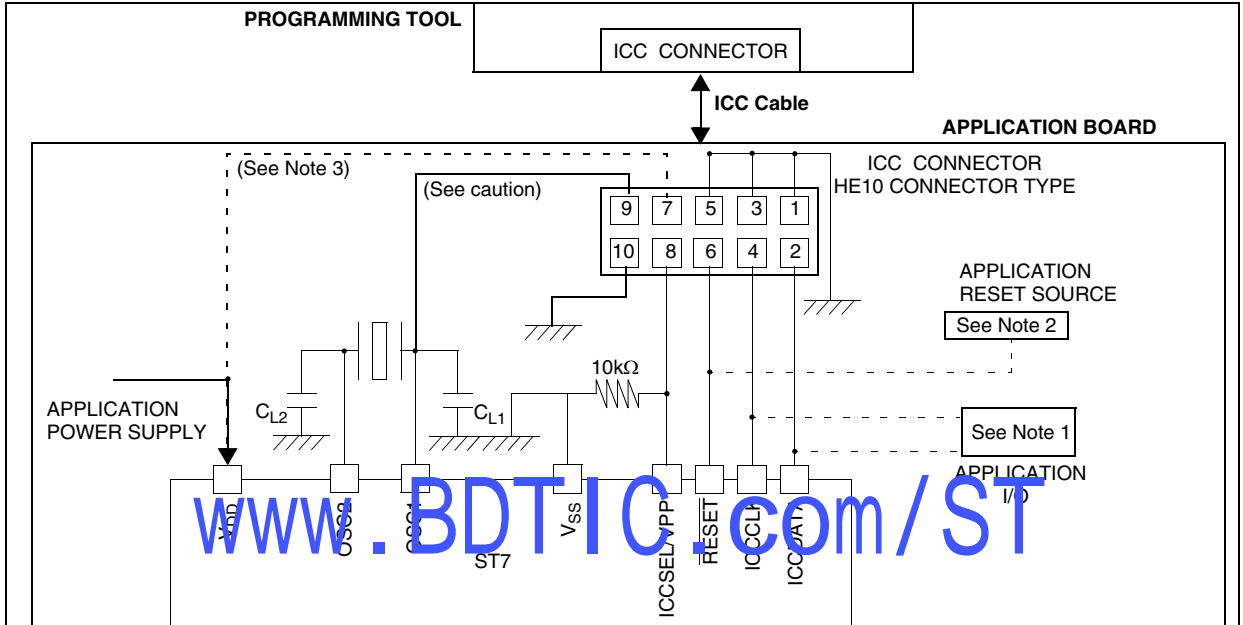 PROGRAMMING TOOL
ICC CONNECTOR
ICC Cable
APPLICATION BOARD
(See Note 3)
(See caution)
ICC CONNECTOR
HE10 CONNECTOR TYPE
9 7 5 3 1
10 8 6 4 2
APPLICATION
RESET SOURCE
See Note 2
10kΩ
CL2
CL1
APPLICATION
POWER SUPPLY
See Note 1
APPLICATION
I/O
VDD
OSC2
OSC1
VSS
ICCSEL/VPP
RESET
ICCCLK
ICCDATA
ST7
www.BDTIC.com/ST